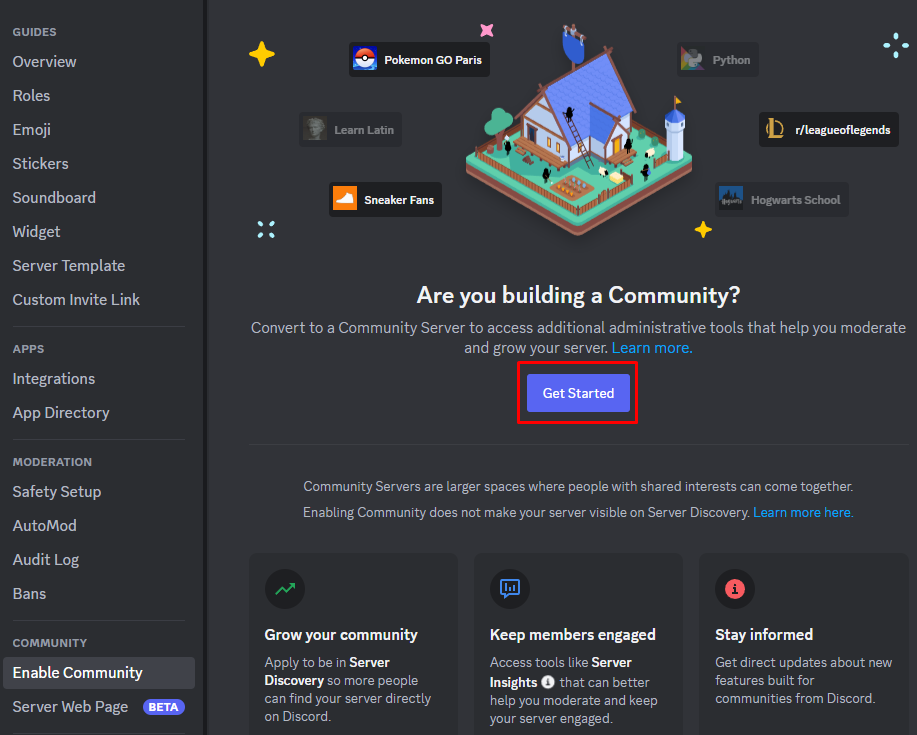 GUIDES
Overview
Roles
Emoji
Stickers
Soundboard
Widget
Server Template
Custom Invite Link
APPS
Integrations
App Directory
MODERATION
Safety Setup
AutoMod
Audit Log
Bans
COMMUNITY
Enable Community
Server Web Page BETA
Pokemon GO Paris
Python
Learn Latin
r/leagueoflegends
Sneaker Fans
Hogwarts School
Are you building a Community?
Convert to a Community Server to access additional administrative tools that help you moderate
and grow your server. Learn more.
Get Started
Community Servers are larger spaces where people with shared interests can come together.
Enabling Community does not make your server visible on Server Discovery. Learn more here.
Grow your community
Apply to be in Server
Discovery so more people
can find your server directly
on Discord.
Keep members engaged
Access tools like Server
Insights that can better
help you moderate and keep
your server engaged.
Stay informed
Get direct updates about new
features built for
communities from Discord.